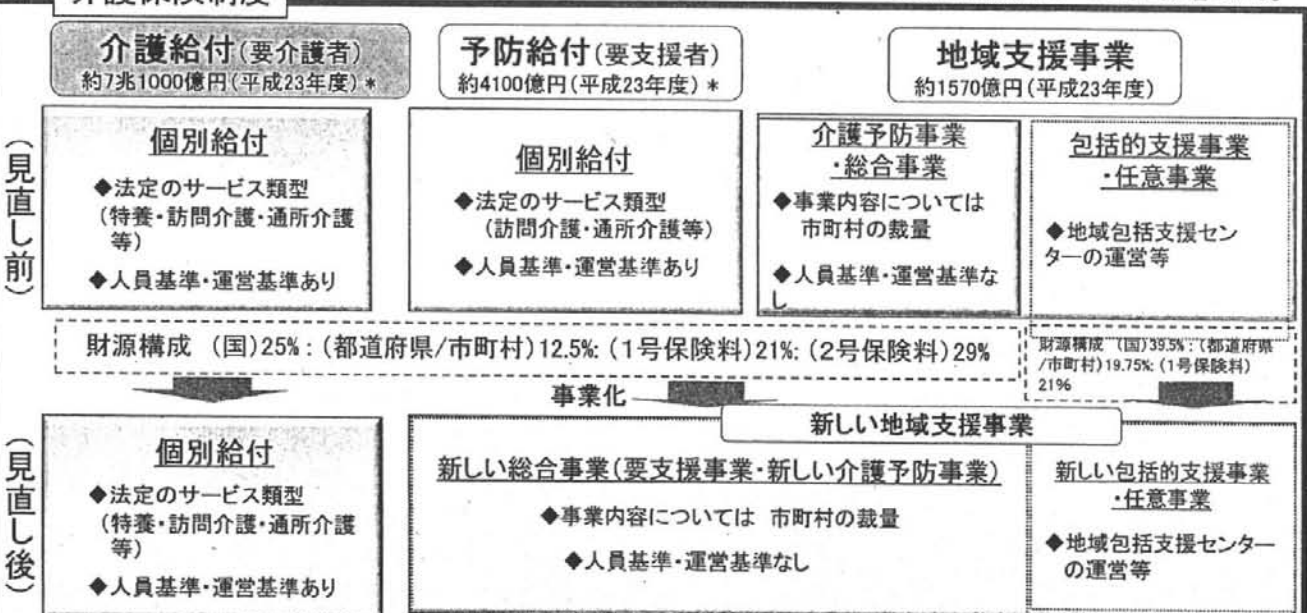 介護給付(要介護者)
約7兆1000億円(平成23年度)*
予防給付(要支援者)
約4100億円(平成23年度)*
地域支援事業
約1570億円(平成23年度)
(見直し前)
個別給付
◆法定のサービス類型
(特養・訪問介護・通所介護
等)
◆人員基準・運営基準あり
個別給付
◆法定のサービス類型
(訪問介護・通所介護等)
◆人員基準・運営基準あり
介護予防事業
・総合事業
◆事業内容については
市町村の裁量
◆人員基準・運営基準な
し
包括的支援事業
・任意事業
◆地域包括支援セン
ターの運営等
財源構成 (国)25%:(都道府県/市町村)12.5%:(1号保険料)21%:(2号保険料)29%
財源構成 (国)39.5%:(都道府県
/市町村)19.75%:(1号保険料)
21%
事業化
新しい地域支援事業
(見直し後)
個別給付
◆法定のサービス類型
(特養・訪問介護・通所介護
等)
◆人員基準・運営基準あり
新しい総合事業(要支援事業・新しい介護予防事業)
◆事業内容については 市町村の裁量
◆人員基準・運営基準なし
新しい包括的支援事業
・任意事業
◆地域包括支援センター
の運営等